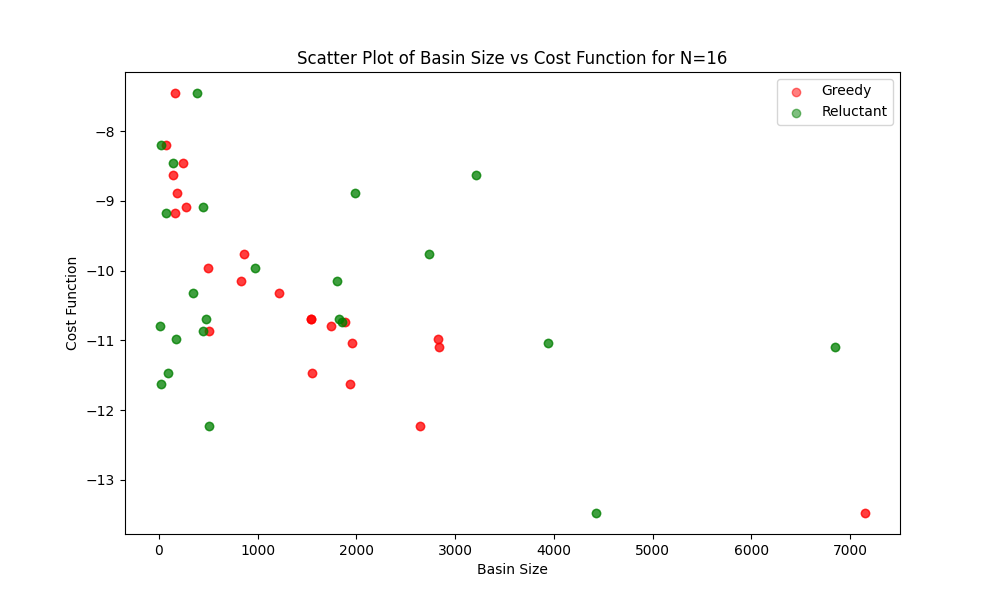 Scatter Plot of Basin Size vs Cost Function for N=16
Greedy
Reluctant
Cost Function
−8
−9
−10
−11
−12
−13
0
1000
2000
3000
4000
5000
6000
7000
Basin Size